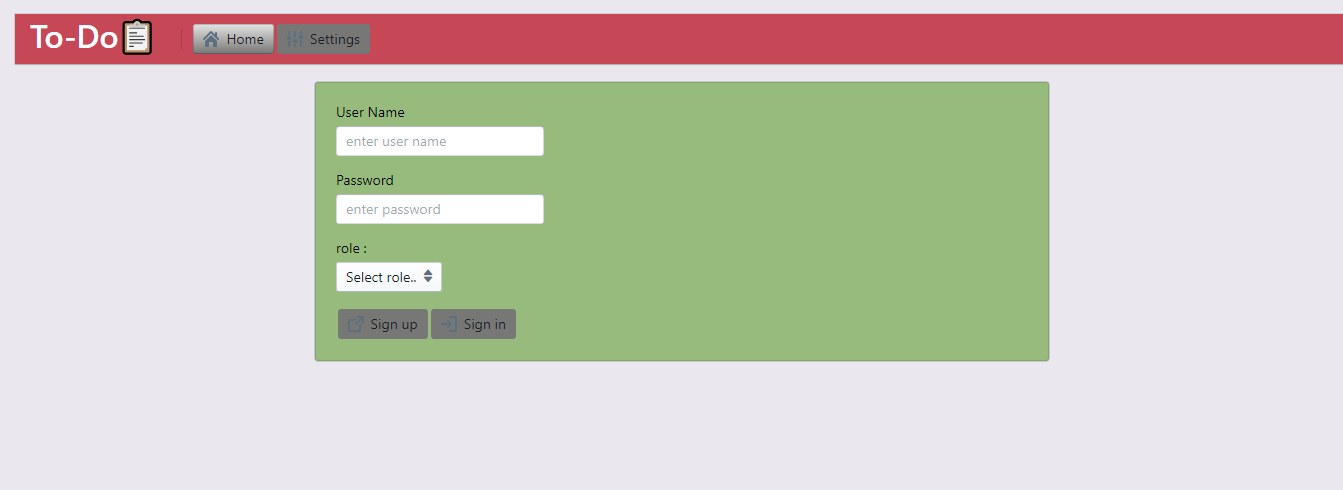 To-Do Home Settings
User Name
enter user name
Password
enter password
role :
Select role..
Sign up Sign in